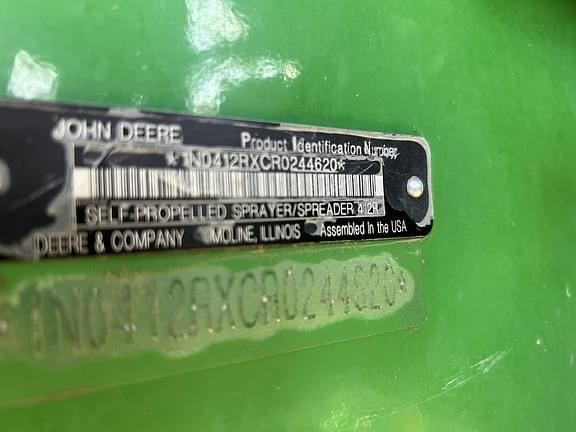 JOHN DEERE
Product Identification Number
*1N0412RXCR0244620*
SELF-PROPELLED SPRAYER/SPREADER 412R
DEERE & COMPANY MOLINE, ILLINOIS Assembled In the USA
*1N0412RXCR0244620*